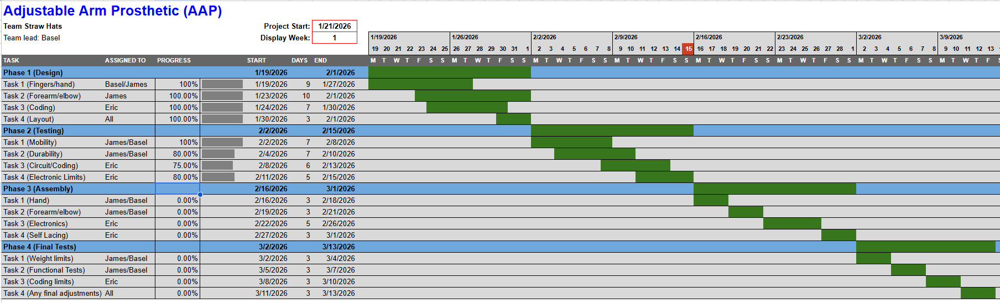 Adjustable Arm Prosthetic (AAP)
Team Straw Hats Project Start: 1/21/2026
Team lead: Basel Display Week: 1 1/19/2026 1/26/2026 2/2/2026 2/9/2026 2/16/2026 2/23/2026 3/2/2026 3/9/2026
19 20 21 22 23 24 25 26 27 28 29 30 31 1 2 3 4 5 6 7 8 9 10 11 12 13 14 15 16 17 18 19 20 21 22 23 24 25 26 27 28 1 2 3 4 5 6 7 8 9 10 11 12 13
TASK ASSIGNED TO PROGRESS START DAYS END M T W T F S S M T W T F S S M T W T F S S M T W T F S S M T W T F S S M T W T F S S M T W T F S S M T W T F
Phase 1 (Design) 1/19/2026 2/1/2026
Task 1 (Fingers/hand) Basel/James 100% 1/19/2026 9 1/27/2026
Task 2 (Forearm/elbow) James 100.00% 1/23/2026 10 2/1/2026
Task 3 (Coding) Eric 100.00% 1/24/2026 7 1/30/2026
Task 4 (Layout) All 100.00% 1/30/2026 3 2/1/2026
Phase 2 (Testing) 2/2/2026 2/15/2026
Task 1 (Mobility) James/Basel 100% 2/2/2026 7 2/8/2026
Task 2 (Durability) James/Basel 80.00% 2/4/2026 7 2/10/2026
Task 3 (Circuit/Coding) Eric 75.00% 2/8/2026 6 2/13/2026
Task 4 (Electronic Limits) Eric 80.00% 2/11/2026 5 2/15/2026
Phase 3 (Assembly) 2/16/2026 3/1/2026
Task 1 (Hand) James/Basel 0.00% 2/16/2026 3 2/18/2026
Task 2 (Forearm/elbow) James/Basel 0.00% 2/19/2026 3 2/21/2026
Task 3 (Electronics) Eric 0.00% 2/22/2026 5 2/26/2026
Task 4 (Self Lacing) Eric 0.00% 2/27/2026 3 3/1/2026
Phase 4 (Final Tests) 3/2/2026 3/13/2026
Task 1 (Weight limits) James/Basel 0.00% 3/2/2026 3 3/4/2026
Task 2 (Functional Tests) James/Basel 0.00% 3/5/2026 3 3/7/2026
Task 3 (Coding limits) Eric 0.00% 3/8/2026 3 3/10/2026
Task 4 (Any final adjustments) All 0.00% 3/11/2026 3 3/13/2026